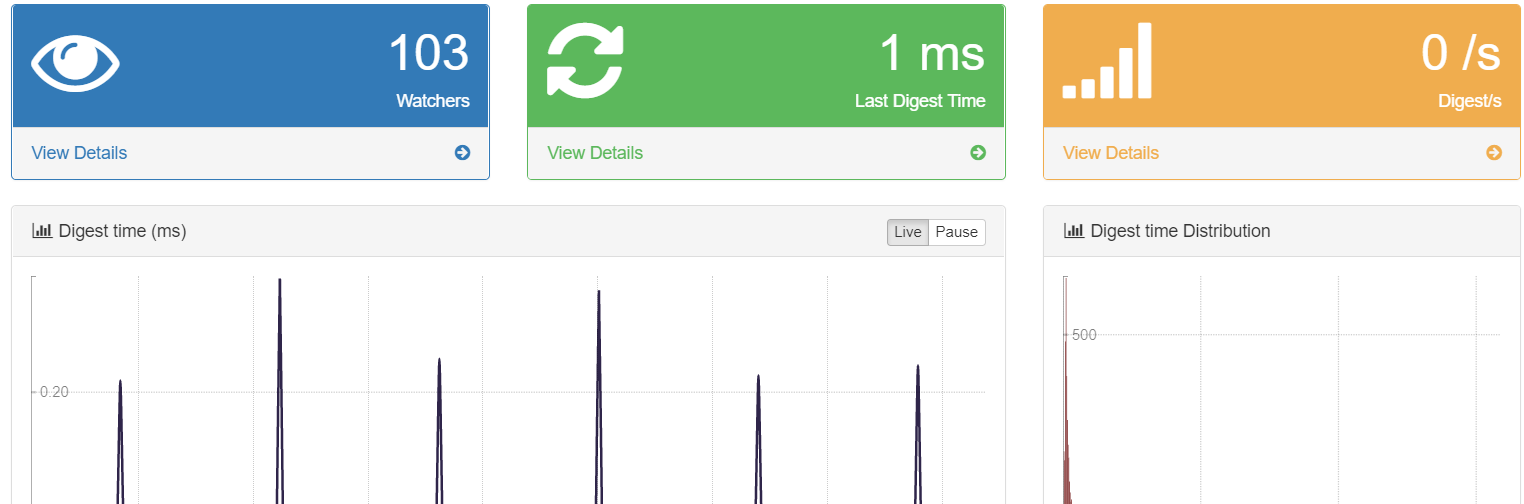 103
Watchers
View Details
1 ms
Last Digest Time
View Details
0 /s
Digest/s
View Details
Digest time (ms)
Live Pause
0.20
Digest time Distribution
500